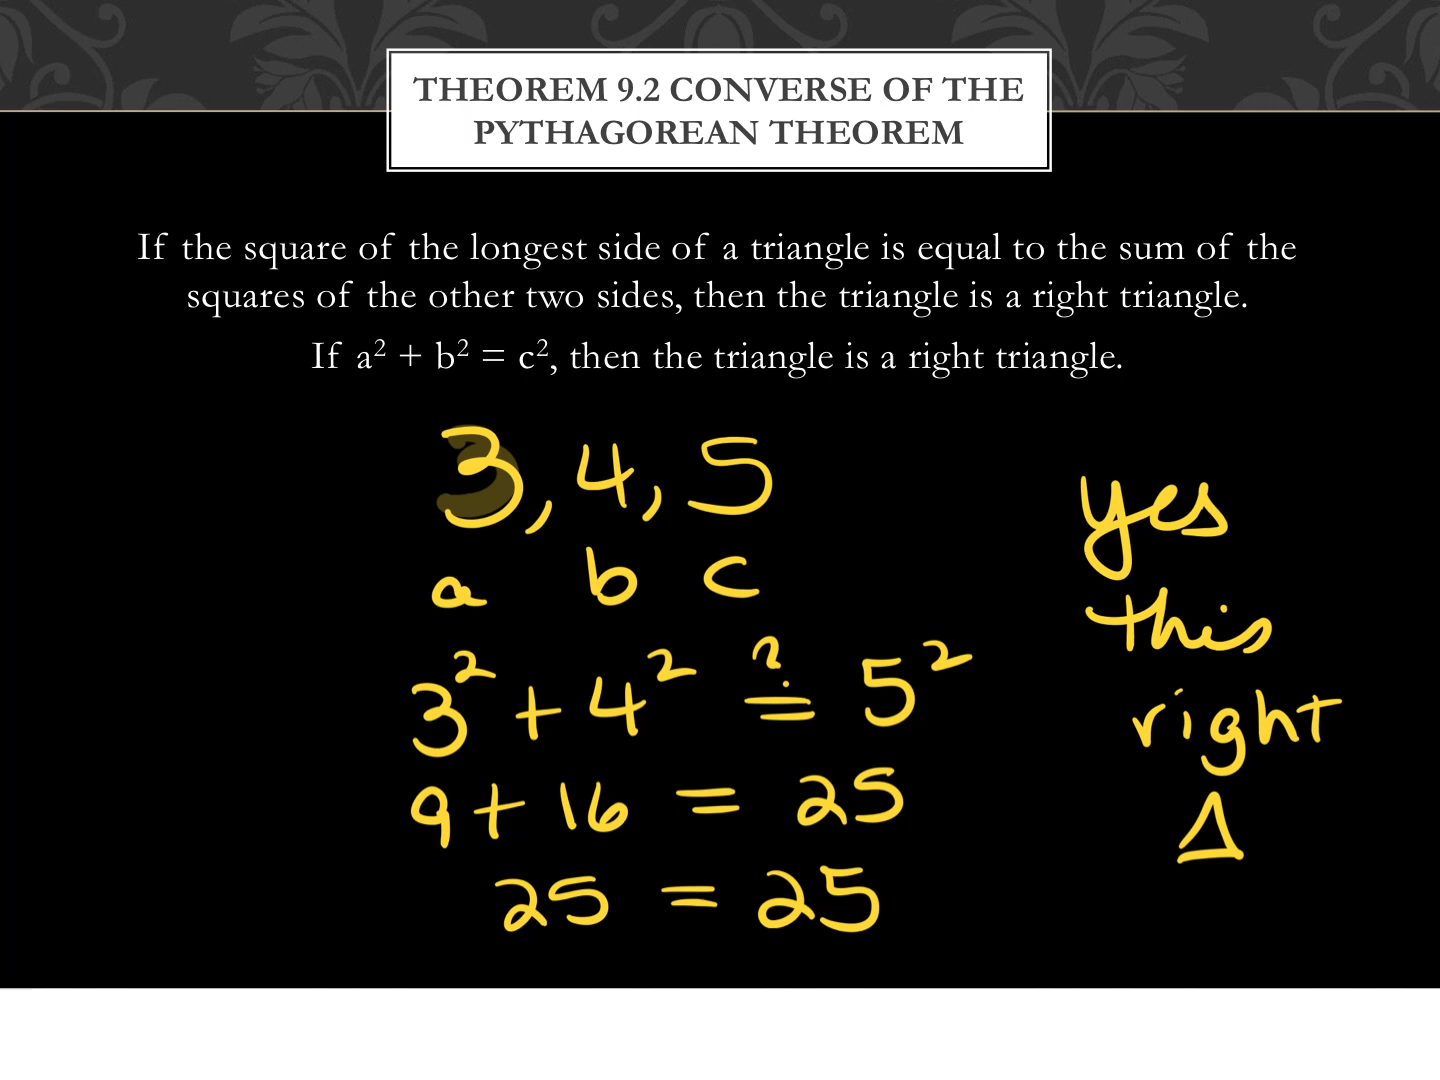 THEOREM 9.2 CONVERSE OF THE
PYTHAGOREAN THEOREM
If the square of the longest side of a triangle is equal to the sum of the
squares of the other two sides, then the triangle is a right triangle.
If a² + b² = c², then the triangle is a right triangle.
3, 4, 5
a b c
3² + 4² ≟ 5²
9 + 16 = 25
25 = 25
yes
this
right
Δ